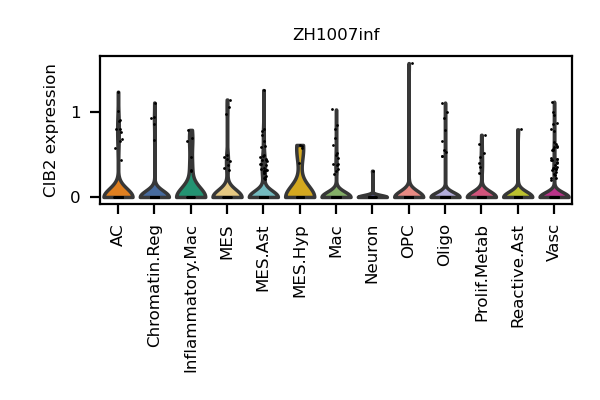 ZH1007inf
CIB2 expression
1
0
AC
Chromatin.Reg
Inflammatory.Mac
MES
MES.Ast
MES.Hyp
Mac
Neuron
OPC
Oligo
Prolif.Metab
Reactive.Ast
Vasc